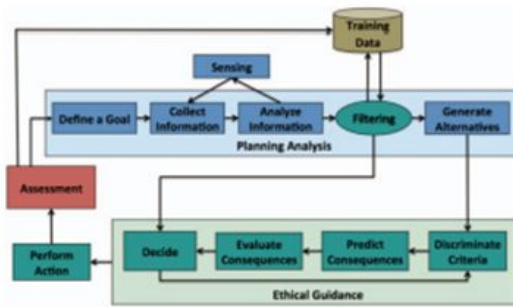 Training
Data
Sensing
Define a Goal
Collect
Information
Analyze
Information
Filtering
Generate
Alternatives
Planning Analysis
Assessment
Perform
Action
Decide
Evaluate
Consequences
Predict
Consequences
Discriminate
Criteria
Ethical Guidance